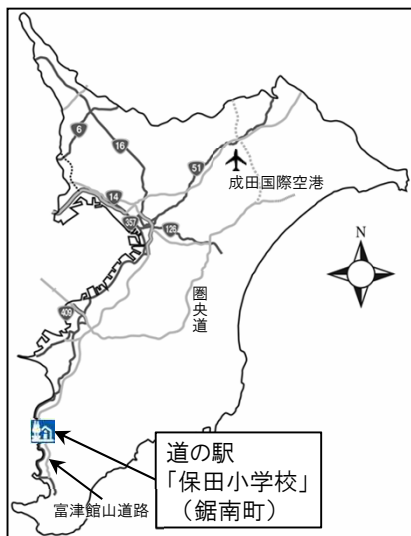 6
16
51
成田国際空港
14
357
126
N
圏央道
409
道の駅
「保田小学校」
（鋸南町）
富津館山道路